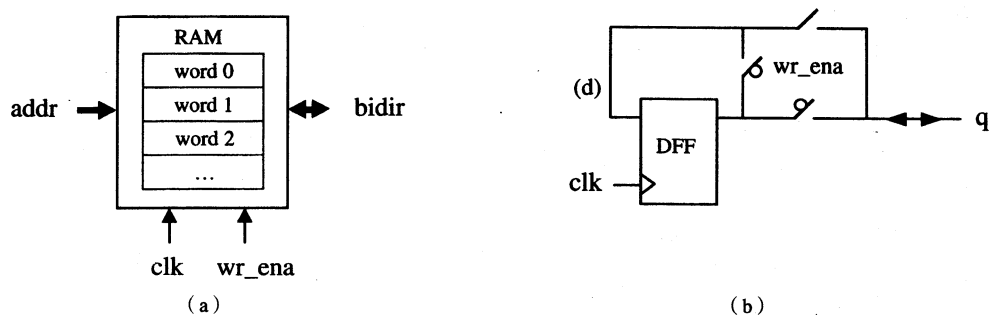 RAM
word 0
word 1
word 2
...
addr
bidir
clk
wr_ena
(a)
(d)
wr_ena
DFF
clk
q
(b)